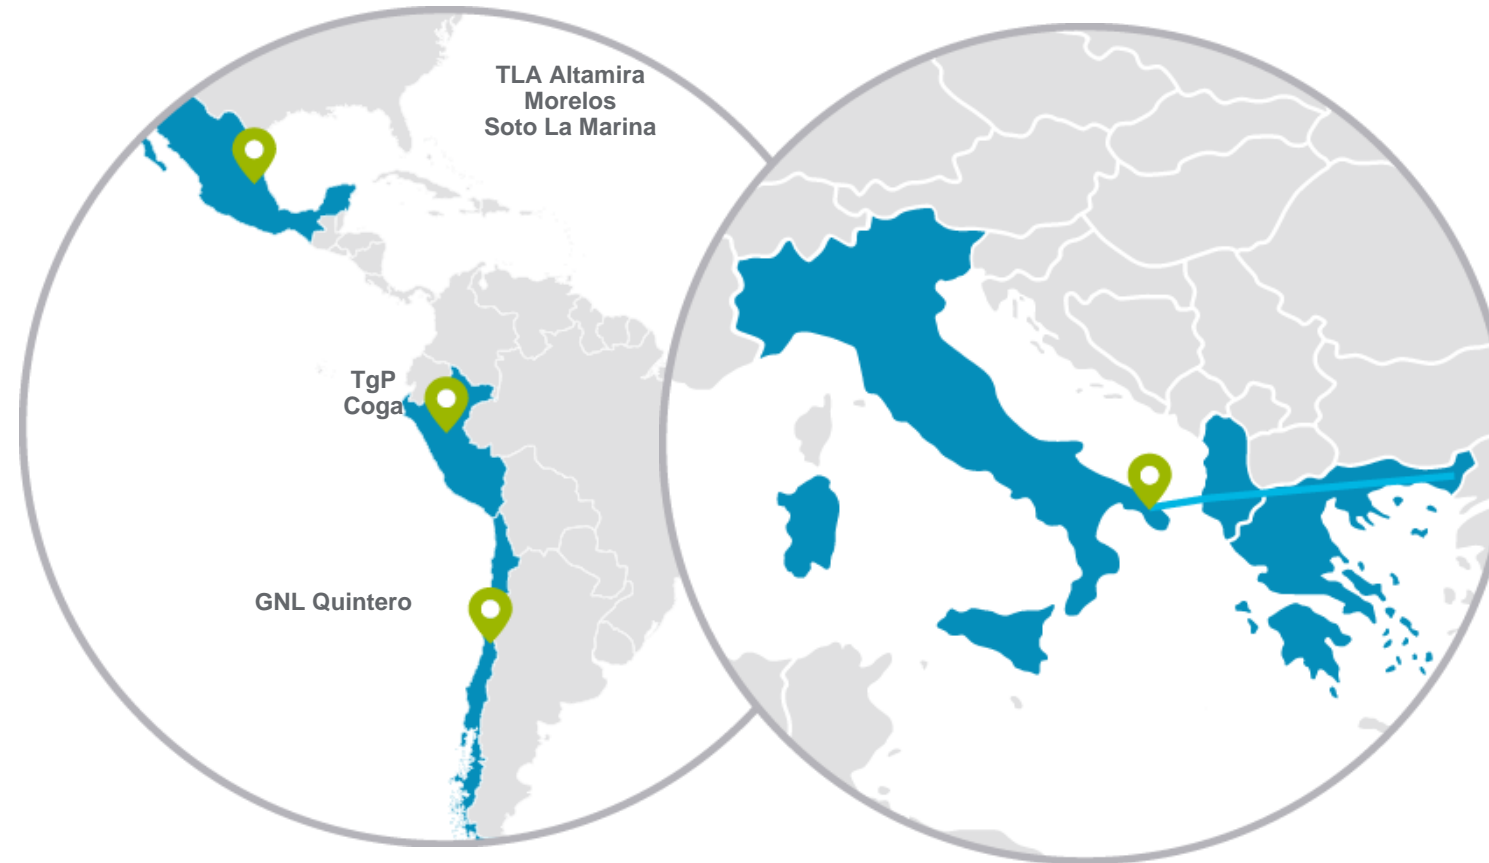 TLA Altamira
Morelos
Soto La Marina
TgP
Coga
GNL Quintero